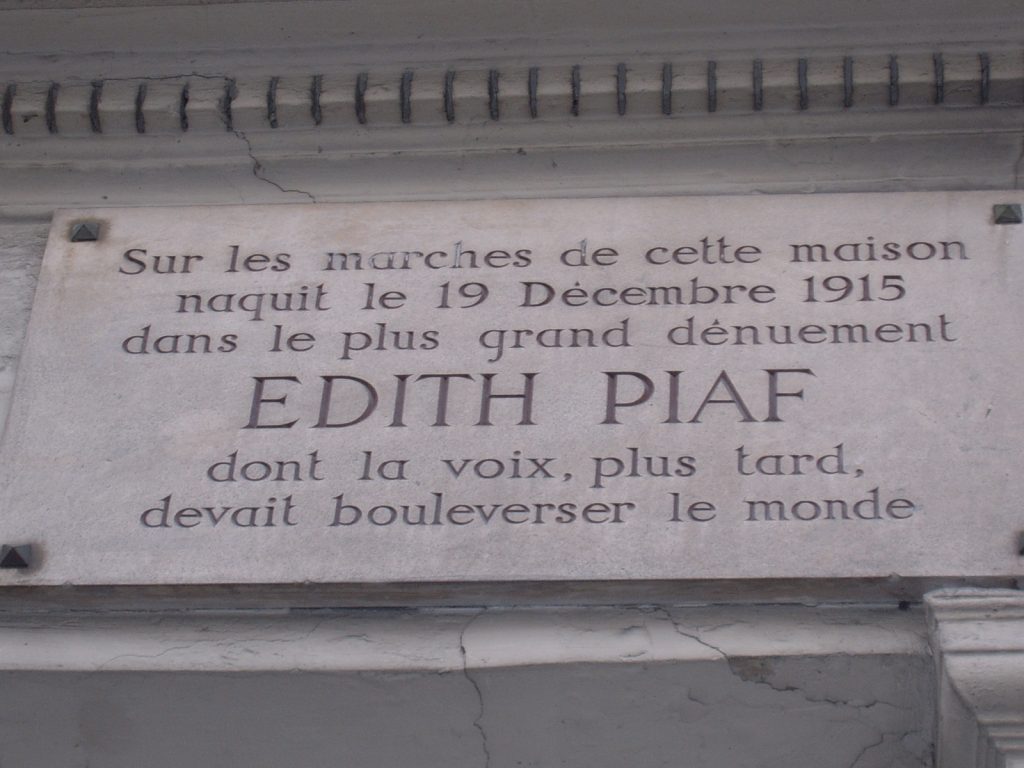 Sur les marches de cette maison
naquit le 19 Décembre 1915
dans le plus grand dénuement
EDITH PIAF
dont la voix, plus tard,
devait bouleverser le monde